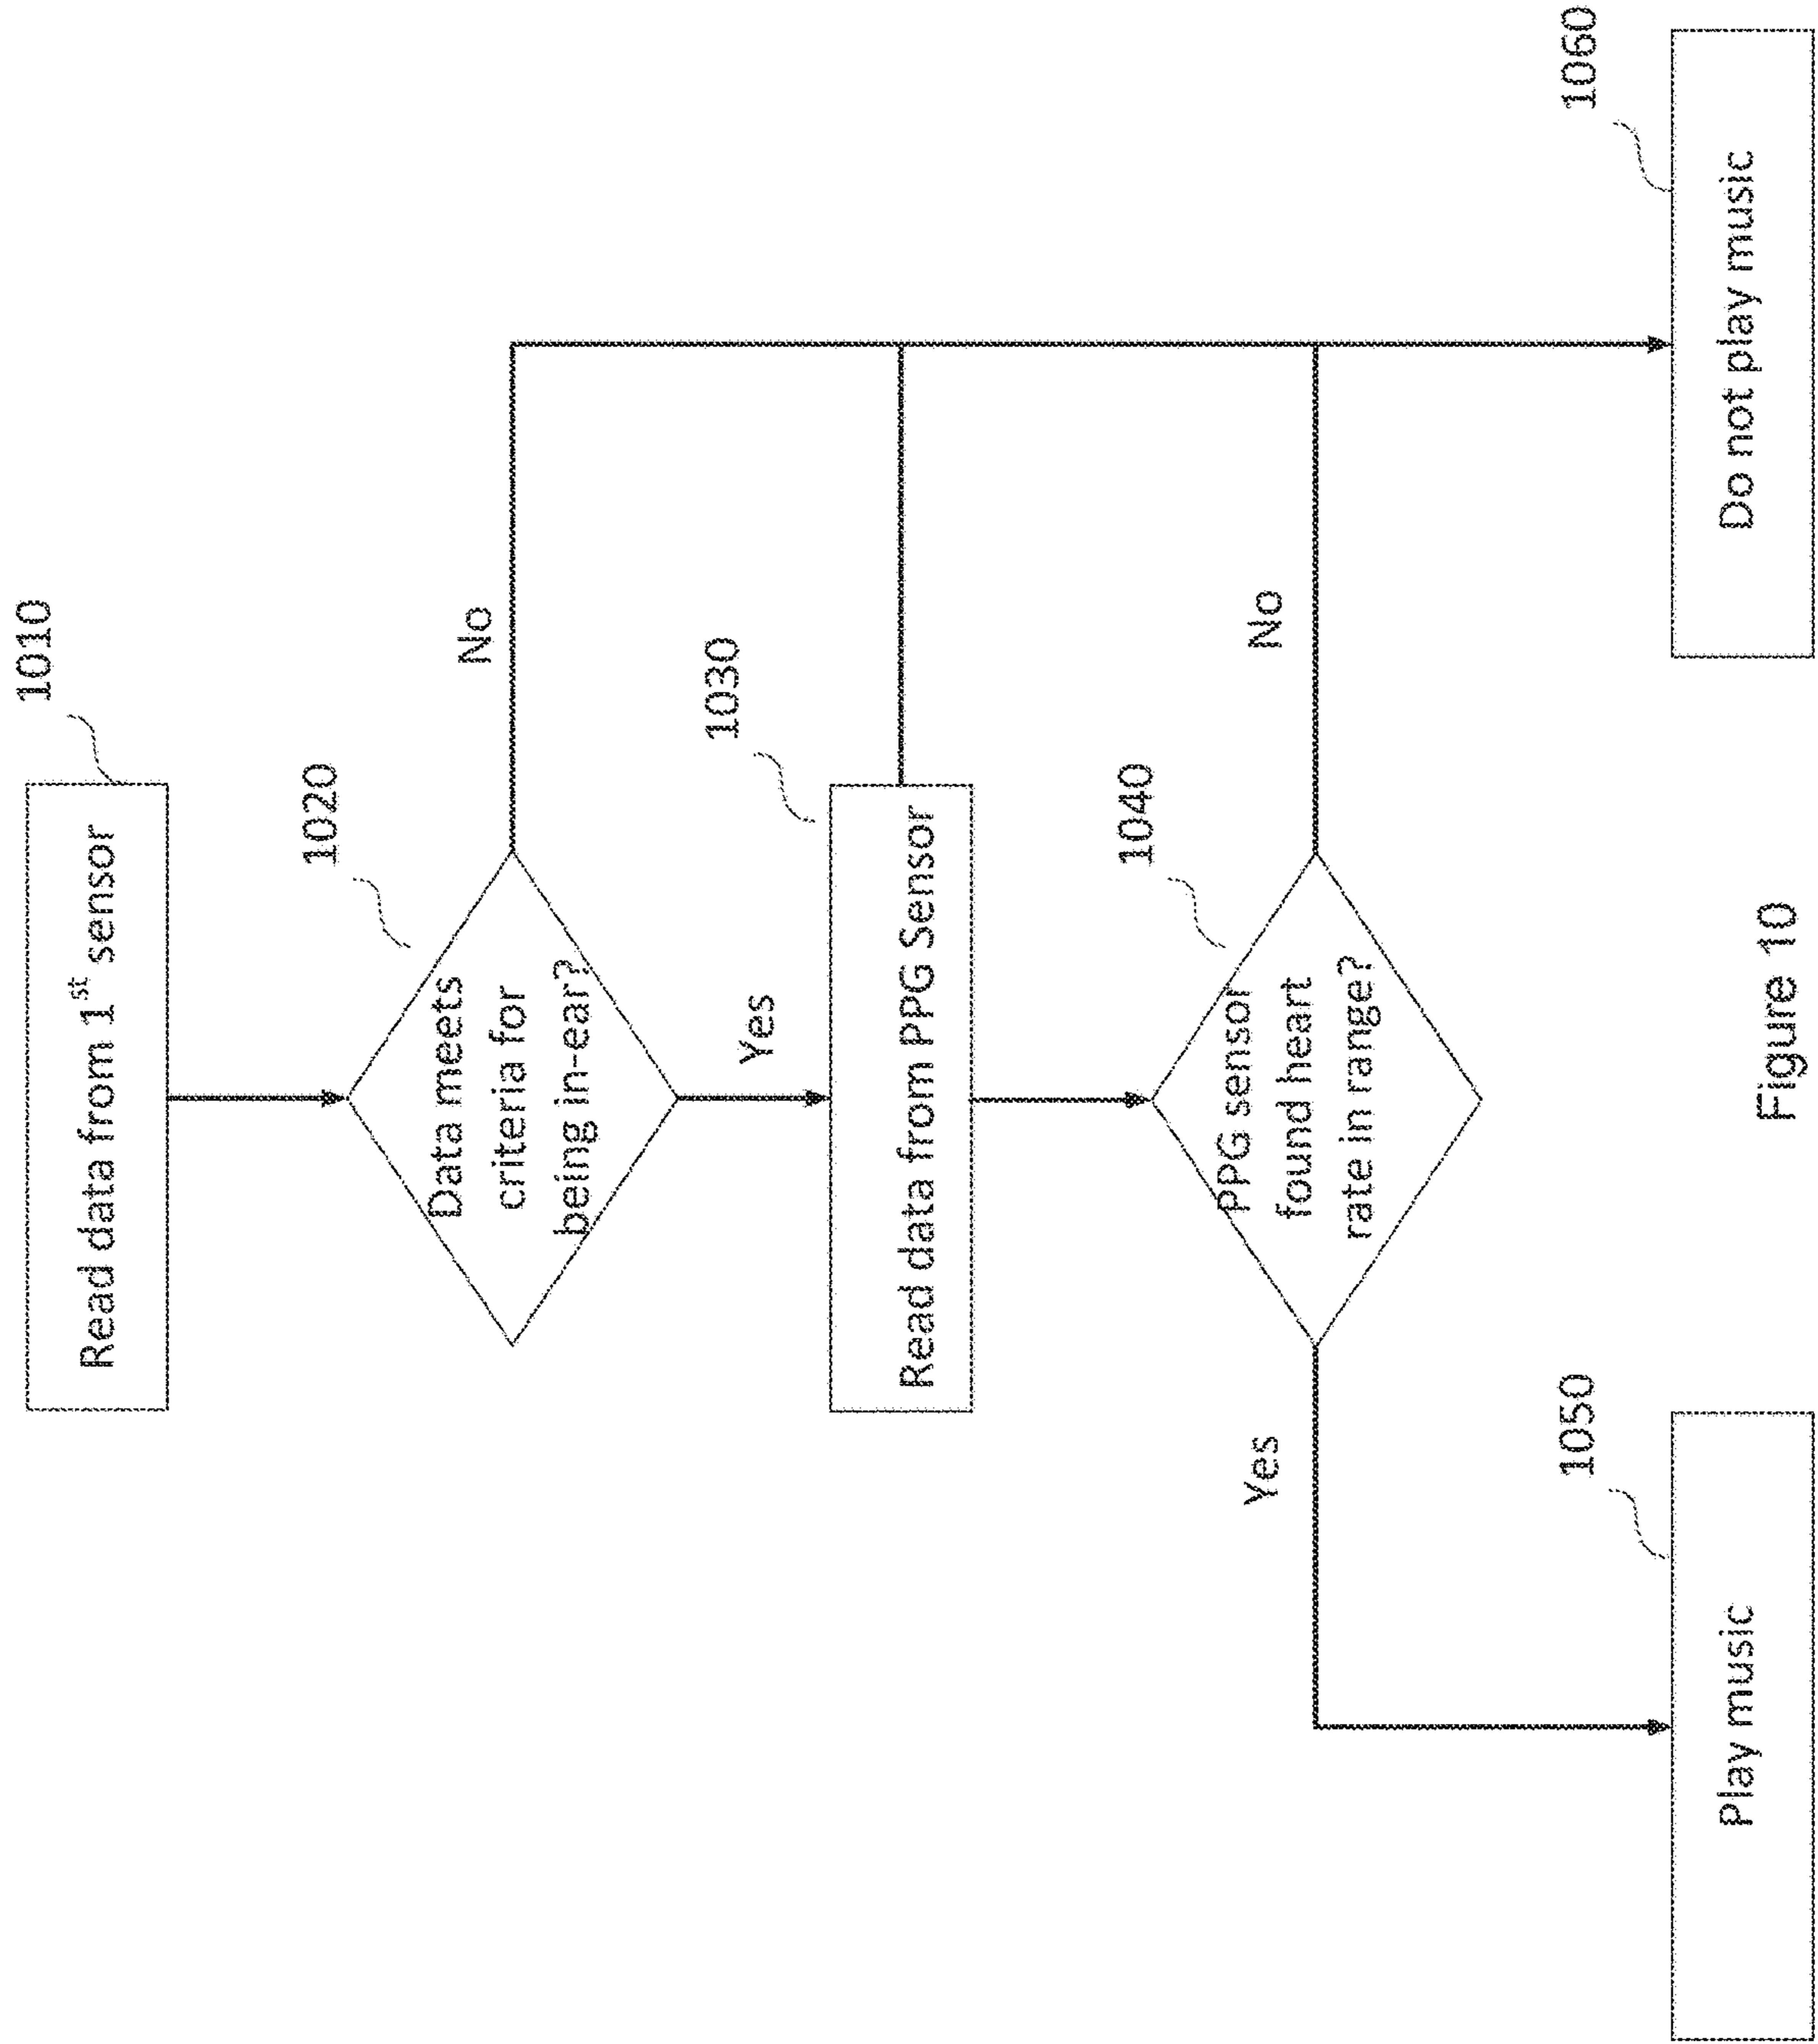 1010
Read data from 1st sensor
1020
Data meets
criteria for
being in-ear?
No
Yes
1030
Read data from PPG Sensor
1040
PPG sensor
found heart
rate in range?
Yes
No
1050
Play music
1060
Do not play music
Figure 10